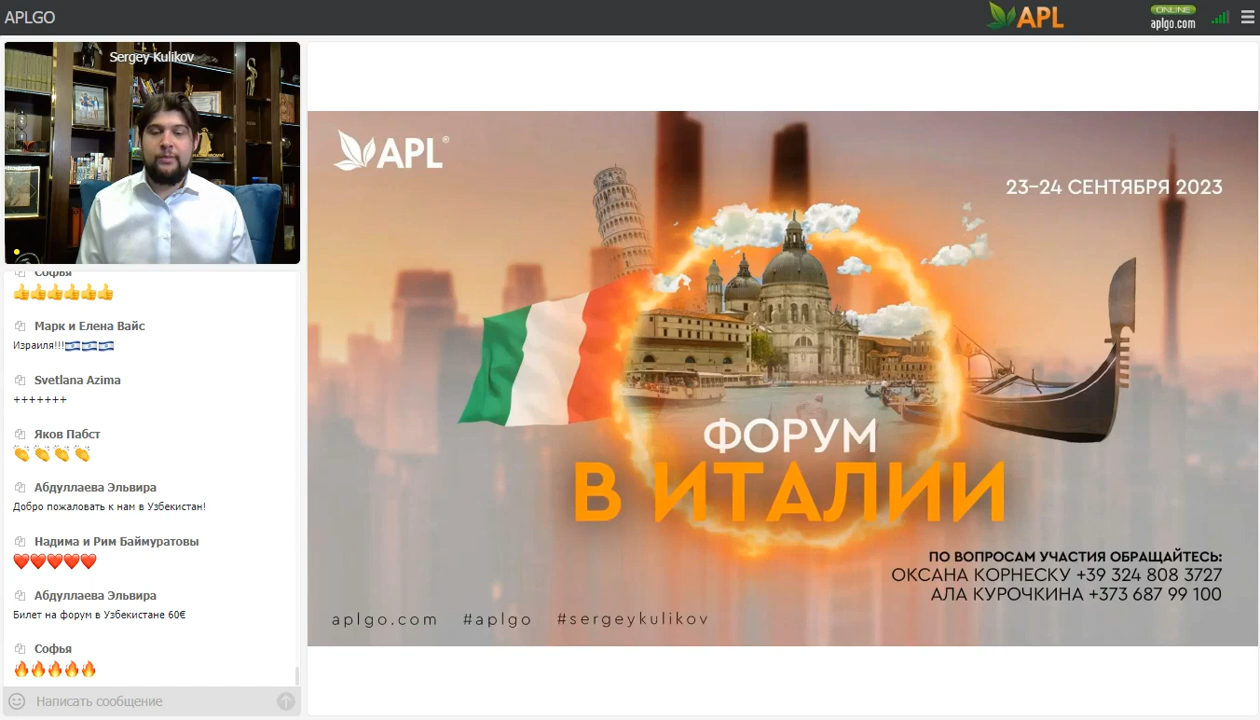 APLGO
APL
ONLINE
aplgo.com
Sergey Kulikov
Софья
Марк и Елена Вайс
Израиля!!!
Svetlana Azima
+++++++
Яков Пабст
Абдуллаева Эльвира
Добро пожаловать к нам в Узбекистан!
Надима и Рим Баймуратовы
Абдуллаева Эльвира
Билет на форум в Узбекистане 60€
Софья
Написать сообщение
APL®
23–24 СЕНТЯБРЯ 2023
ФОРУМ
В ИТАЛИИ
ПО ВОПРОСАМ УЧАСТИЯ ОБРАЩАЙТЕСЬ:
ОКСАНА КОРНЕСКУ +39 324 808 3727
АЛА КУРОЧКИНА +373 687 99 100
aplgo.com #aplgo #sergeykulikov